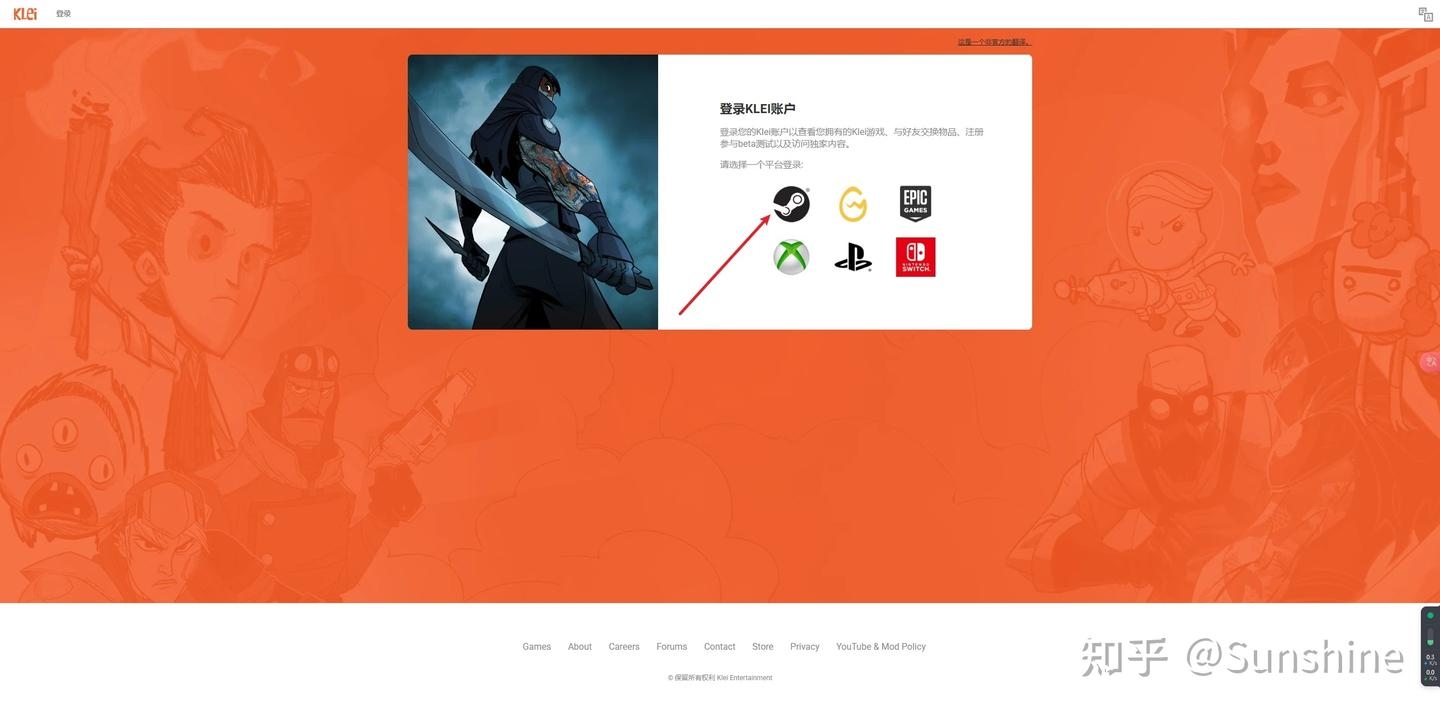 Klei 登录
这是一个非官方的翻译。
登录KLEI账户
登录您的Klei账户以查看您拥有的Klei游戏、与好友交换物品、注册
参与beta测试以及访问独家内容。
请选择一个平台登录:
EPIC
GAMES
NINTENDO
SWITCH
Games About Careers Forums Contact Store Privacy YouTube & Mod Policy
© 保留所有权利 Klei Entertainment
知乎 @Sunshine
0.3
K/s
0.0
K/s